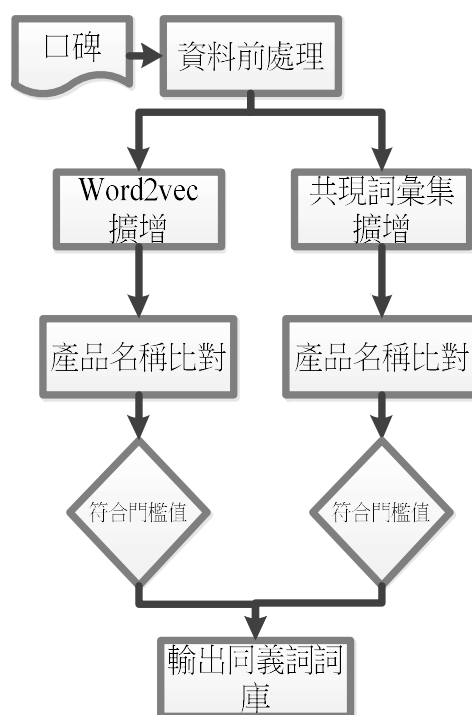 口碑
資料前處理
Word2vec
擴增
共現詞彙集
擴增
產品名稱比對
產品名稱比對
符合門檻值
符合門檻值
輸出同義詞詞
庫